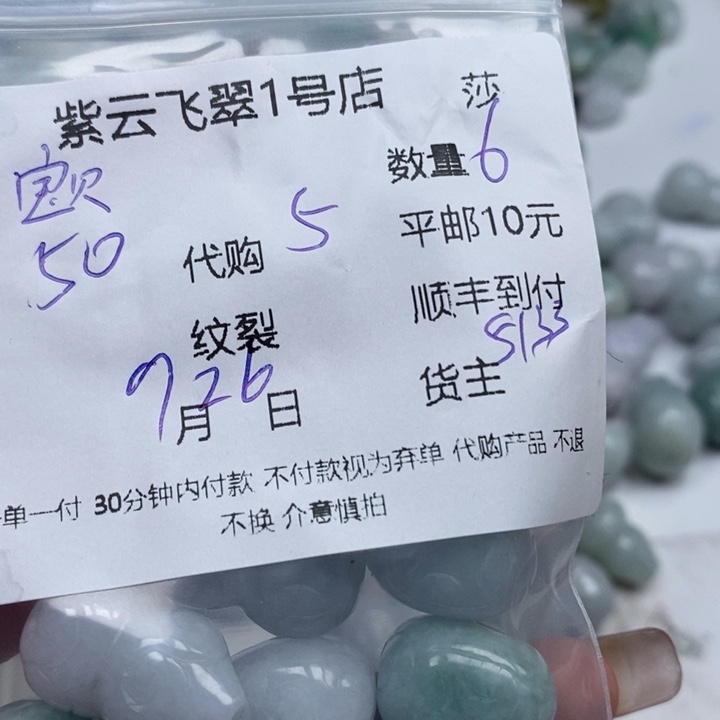 紫云飞翠1号店 莎
宝贝 数量6
50 代购 5 平邮10元
纹裂 顺丰到付
7月26日 货主 S133
单一付 30分钟内付款 不付款视为弃单 代购产品 不退
不换 介意慎拍